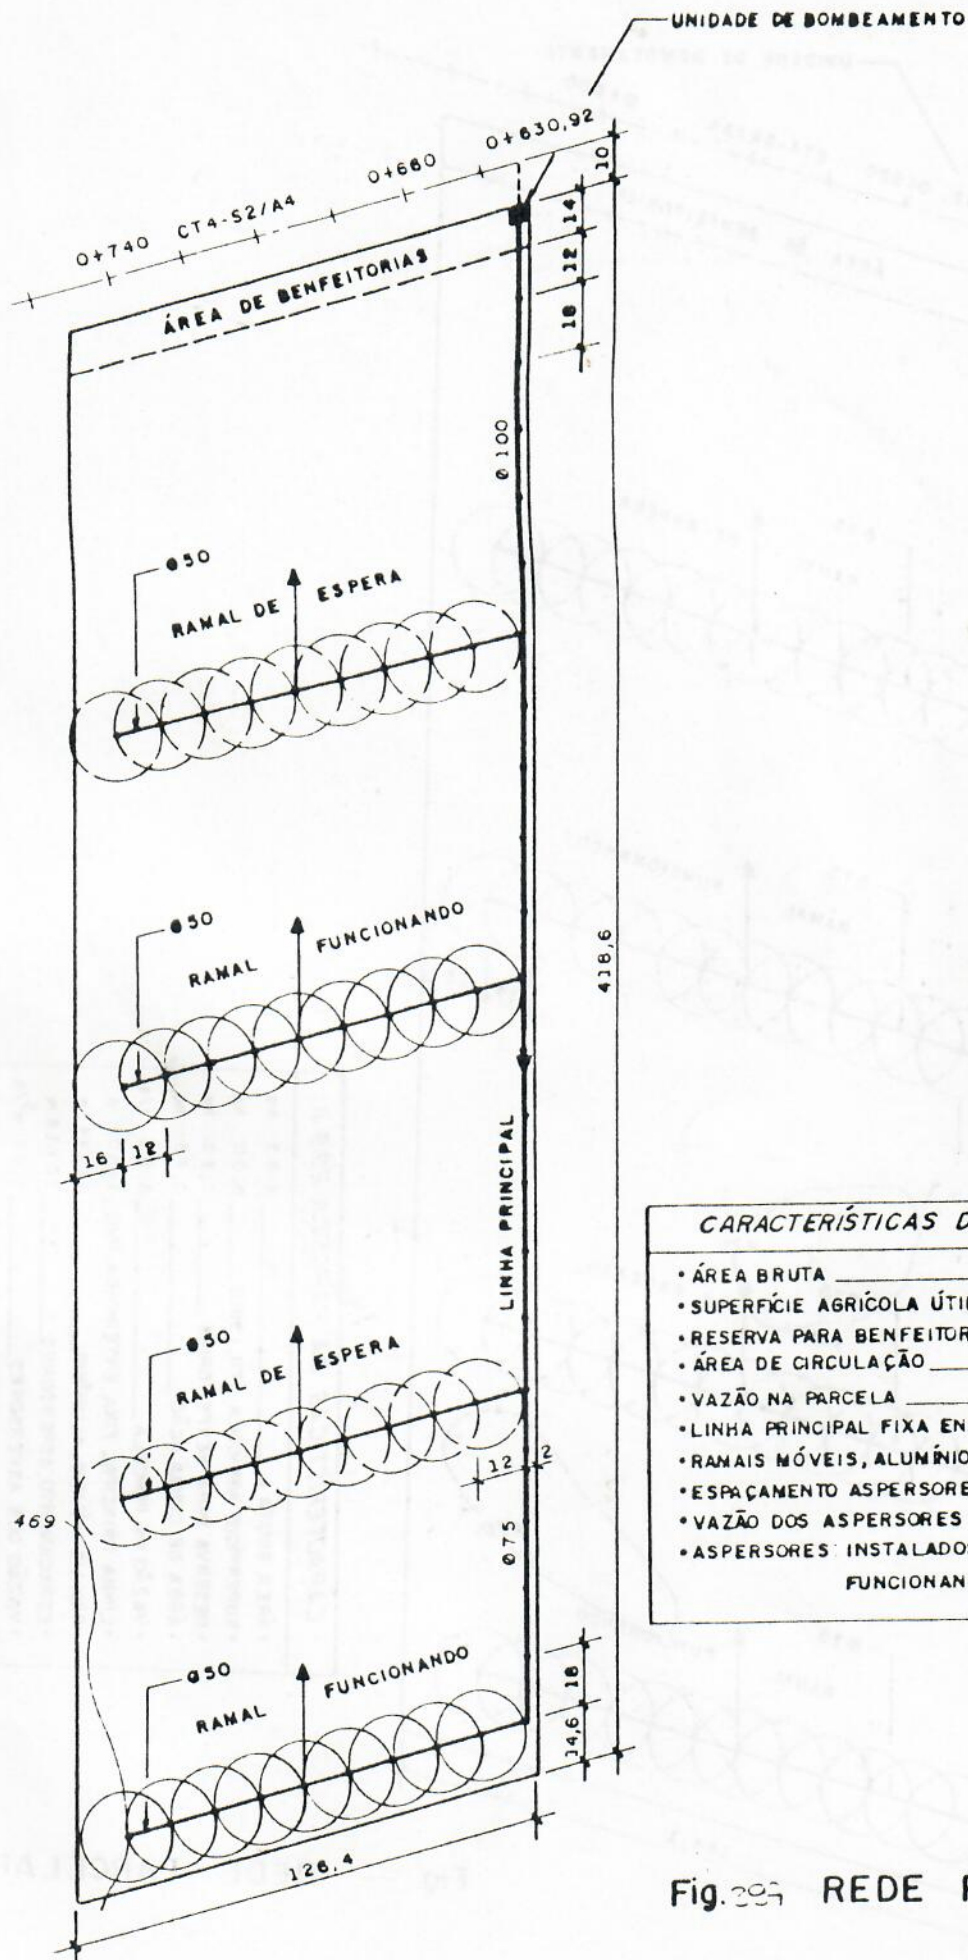 UNIDADE DE BOMBEAMENTO
0+630,92
0+660
CT4-S2/A4
0+740
10
14
12
18
ÁREA DE BENFEITORIAS
Ø100
Ø50
RAMAL DE ESPERA
Ø50
RAMAL FUNCIONANDO
418,6
16
12
LINHA PRINCIPAL
Ø50
RAMAL DE ESPERA
12
2
469
Ø75
Ø50
RAMAL FUNCIONANDO
18
14,6
126,4
CARACTERÍSTICAS D
• ÁREA BRUTA
• SUPERFÍCIE AGRÍCOLA ÚTIL
• RESERVA PARA BENFEITOR
• ÁREA DE CIRCULAÇÃO
• VAZÃO NA PARCELA
• LINHA PRINCIPAL FIXA EN
• RAMAIS MÓVEIS, ALUMÍNIO
• ESPAÇAMENTO ASPERSORE
• VAZÃO DOS ASPERSORES
• ASPERSORES: INSTALADOS
FUNCIONAN
Fig. REDE